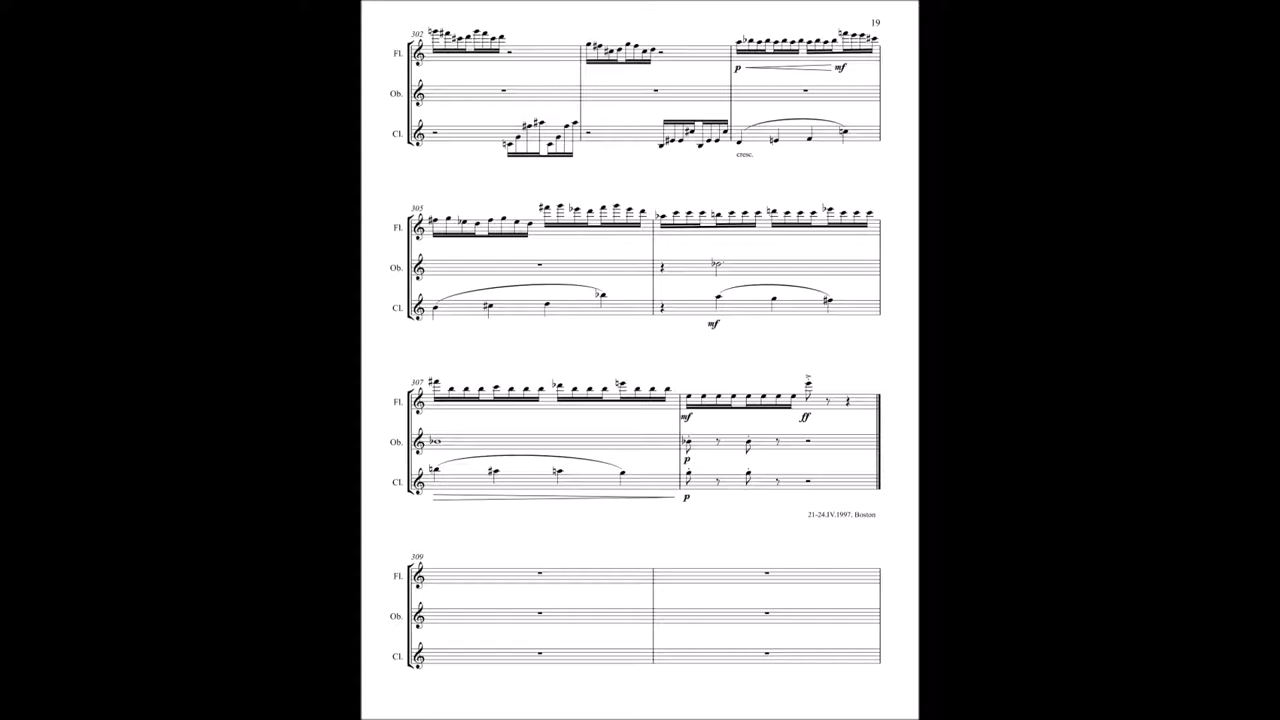 19
302
Fl.
p mf
Ob.
Cl.
cresc.
305
Fl.
Ob.
Cl.
mf
307
Fl.
mf ff
Ob.
p
Cl.
p
21-24.IV.1997, Boston
309
Fl.
Ob.
Cl.